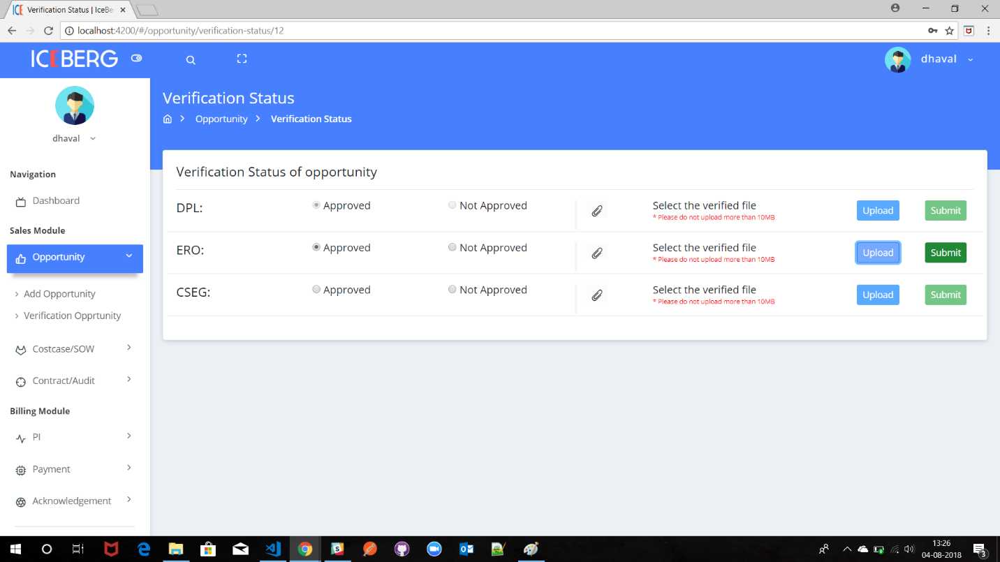 ICE Verification Status | IceBe
localhost:4200/#/opportunity/verification-status/12
ICEBERG
dhaval
dhaval
Navigation
Dashboard
Sales Module
Opportunity
Add Opportunity
Verification Opprtunity
Costcase/SOW
Contract/Audit
Billing Module
PI
Payment
Acknowledgement
Verification Status
Opportunity
Verification Status
Verification Status of opportunity
DPL: Approved Not Approved Select the verified file Upload Submit
* Please do not upload more than 10MB
ERO: Approved Not Approved Select the verified file Upload Submit
* Please do not upload more than 10MB
CSEG: Approved Not Approved Select the verified file Upload Submit
* Please do not upload more than 10MB
13:26
04-08-2018
3